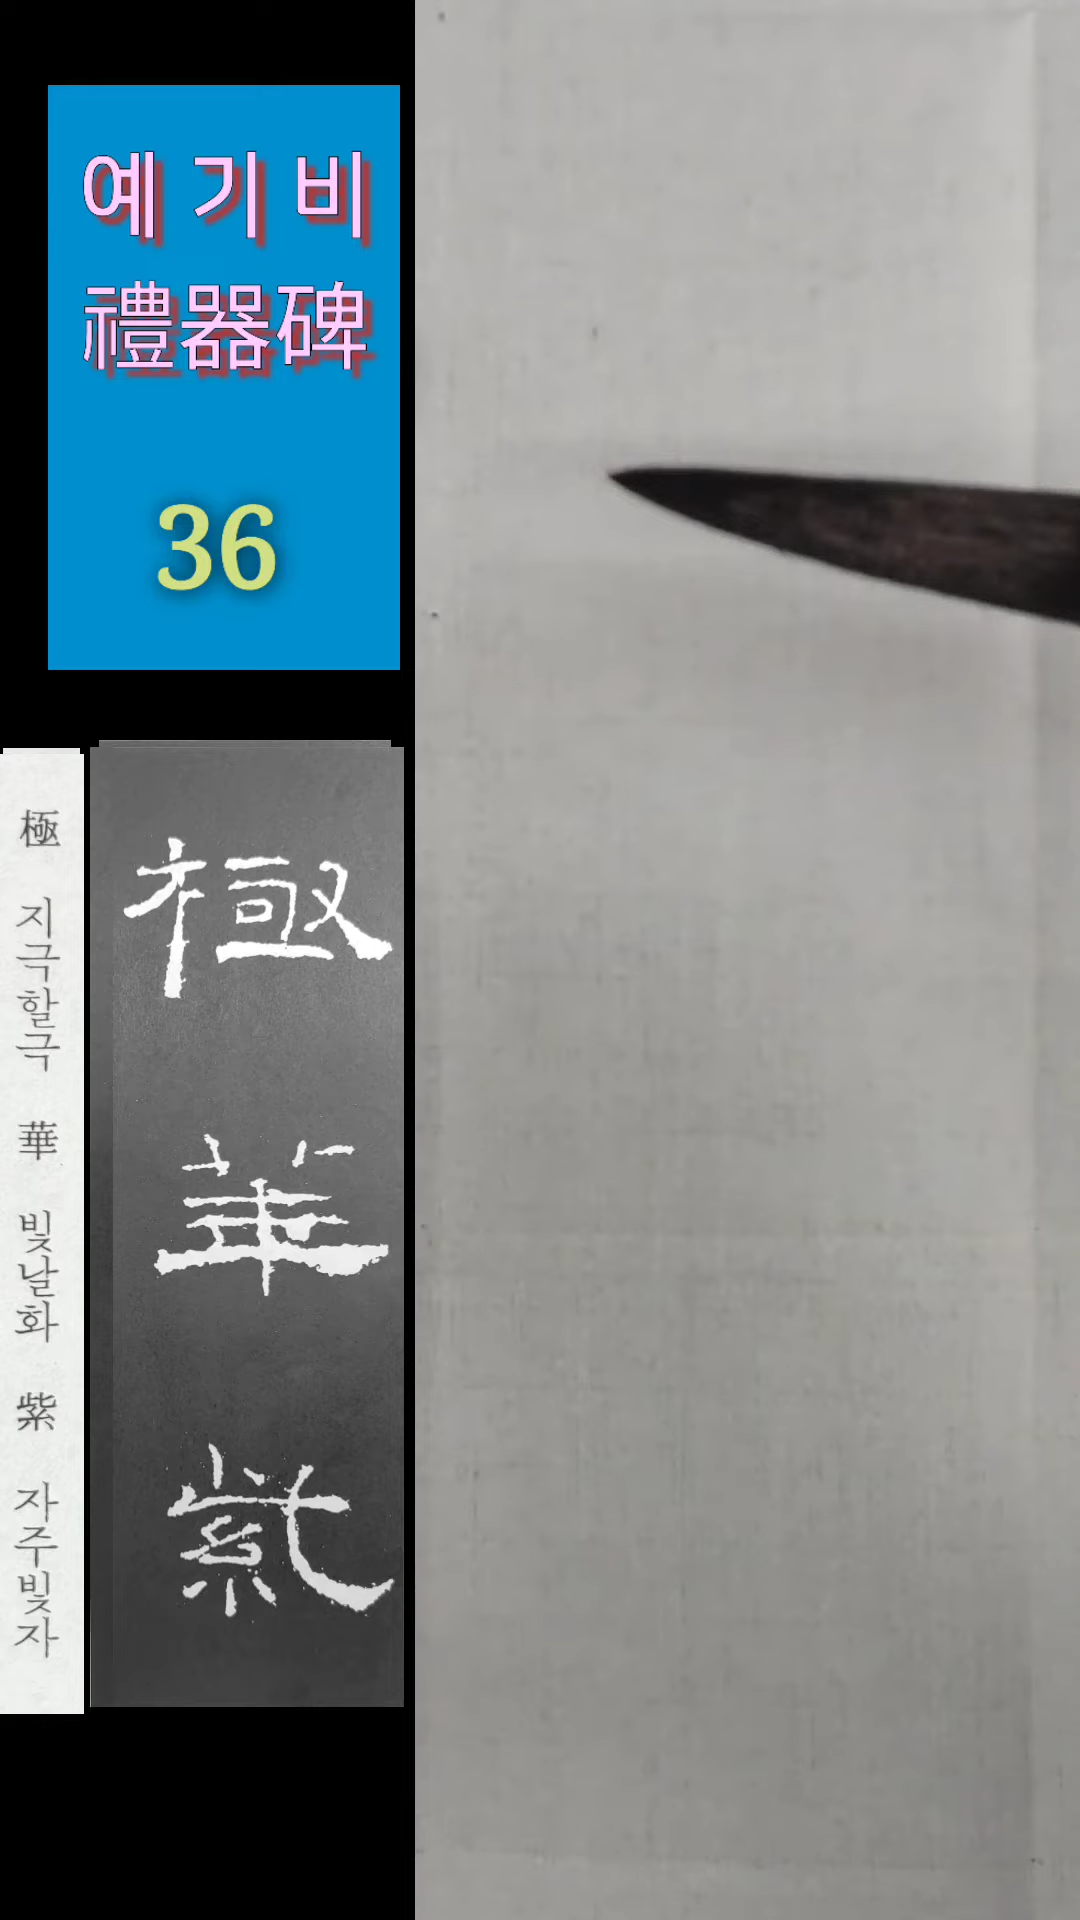 예 기 비
禮器碑
36
極 지극할극 華 빛날화 紫 자주빛자
極
華
紫